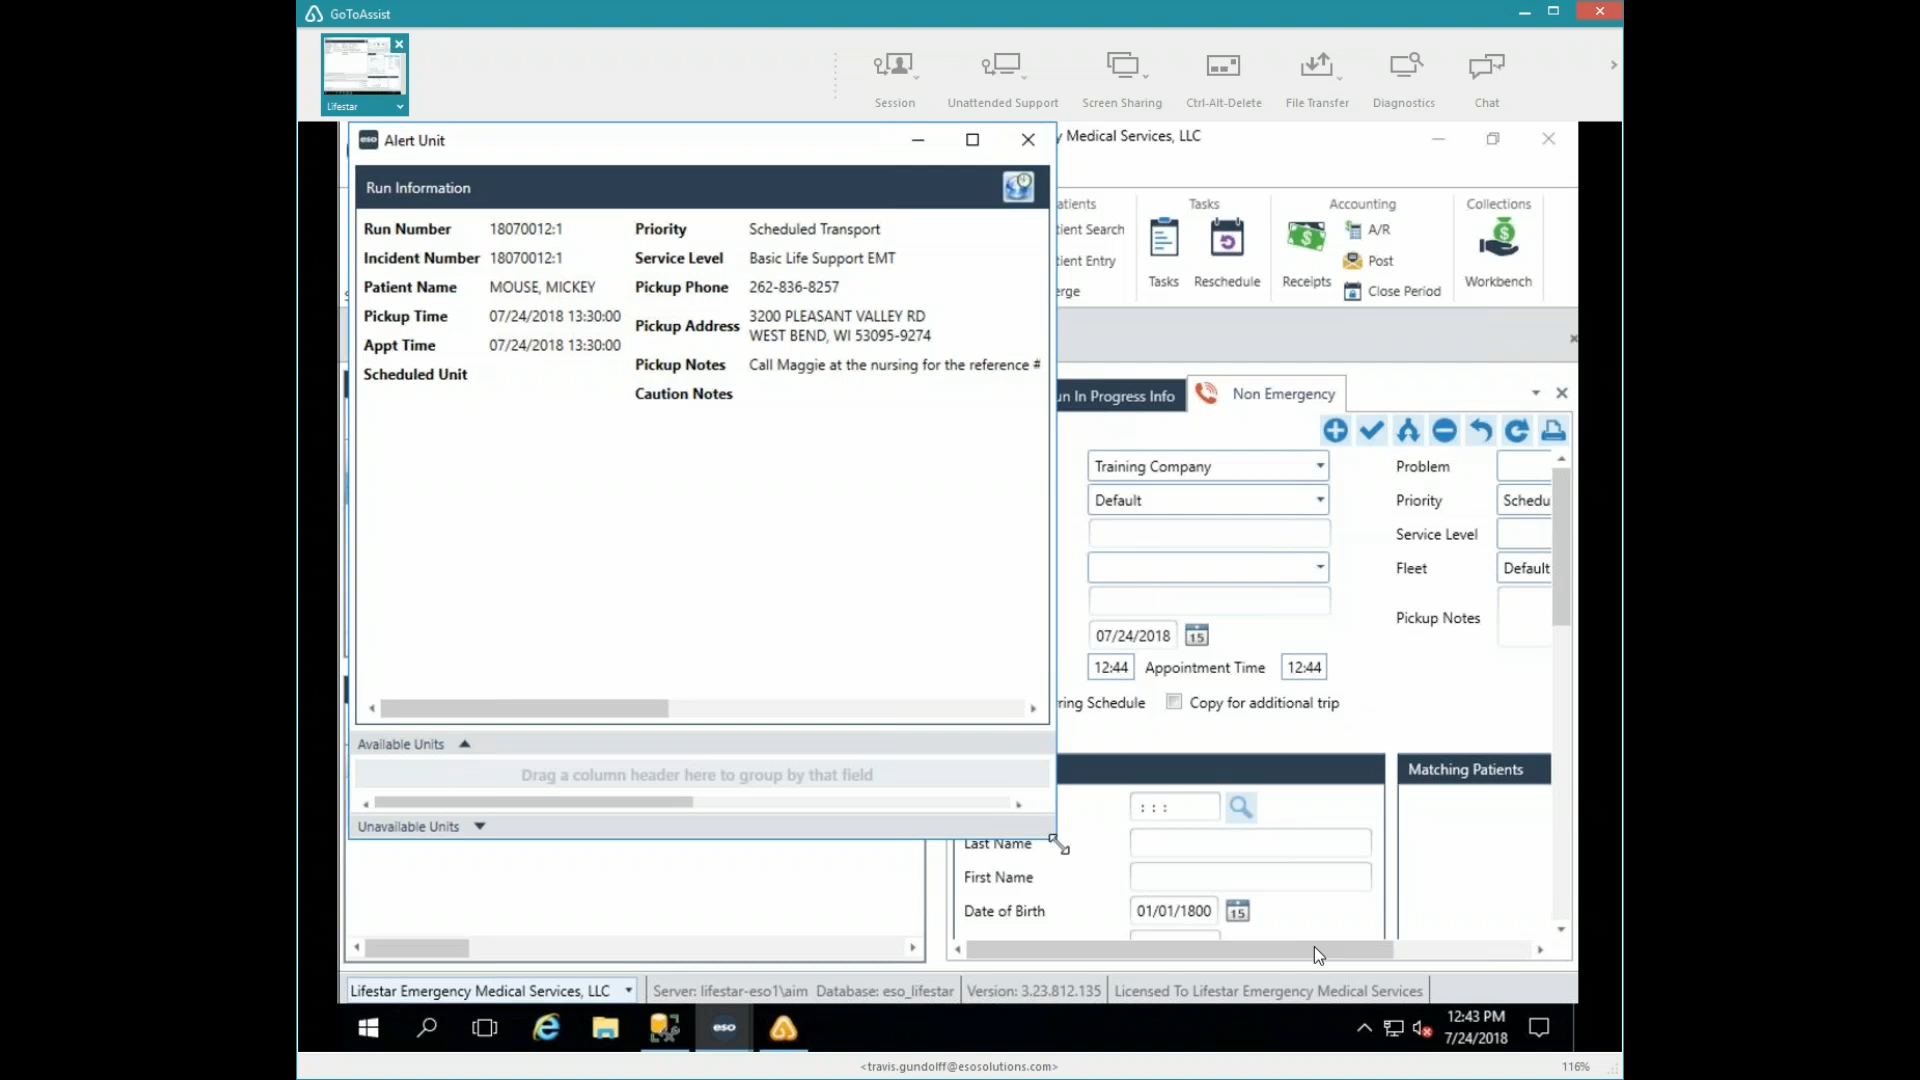 GoToAssist
Lifestar
Session
Unattended Support
Screen Sharing
Ctrl-Alt-Delete
File Transfer
Diagnostics
Chat
eso Alert Unit
y Medical Services, LLC
Run Information
Run Number 18070012:1
Incident Number 18070012:1
Patient Name MOUSE, MICKEY
Pickup Time 07/24/2018 13:30:00
Appt Time 07/24/2018 13:30:00
Scheduled Unit
Priority Scheduled Transport
Service Level Basic Life Support EMT
Pickup Phone 262-836-8257
Pickup Address 3200 PLEASANT VALLEY RD
WEST BEND, WI 53095-9274
Pickup Notes Call Maggie at the nursing for the reference #
Caution Notes
Available Units
Drag a column header here to group by that field
Unavailable Units
atients
tient Search
tient Entry
erge
Tasks
Tasks
Reschedule
Accounting
Receipts
A/R
Post
Close Period
Collections
Workbench
un In Progress Info
Non Emergency
Training Company
Default
07/24/2018 15
12:44 Appointment Time 12:44
ring Schedule Copy for additional trip
Problem
Priority Schedu
Service Level
Fleet Default
Pickup Notes
Matching Patients
: : :
Last Name
First Name
Date of Birth 01/01/1800 15
Lifestar Emergency Medical Services, LLC
Server: lifestar-eso1\aim Database: eso_lifestar
Version: 3.23.812.135
Licensed To Lifestar Emergency Medical Services
eso
12:43 PM
7/24/2018
<travis.gundolff@esosolutions.com>
116%